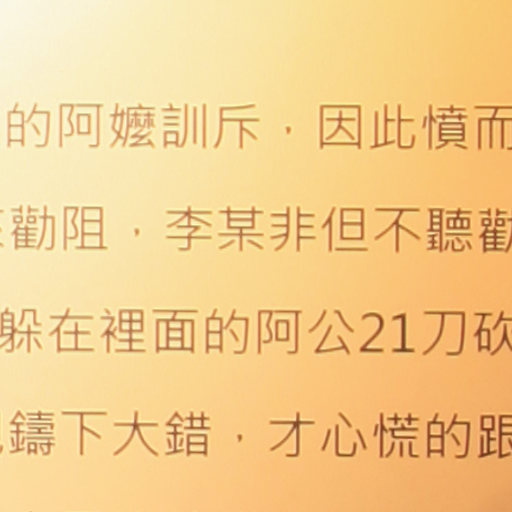 的阿嬤訓斥，因此憤而
勸阻，李某非但不聽勸
躲在裡面的阿公21刀砍
鑄下大錯，才心慌的跟